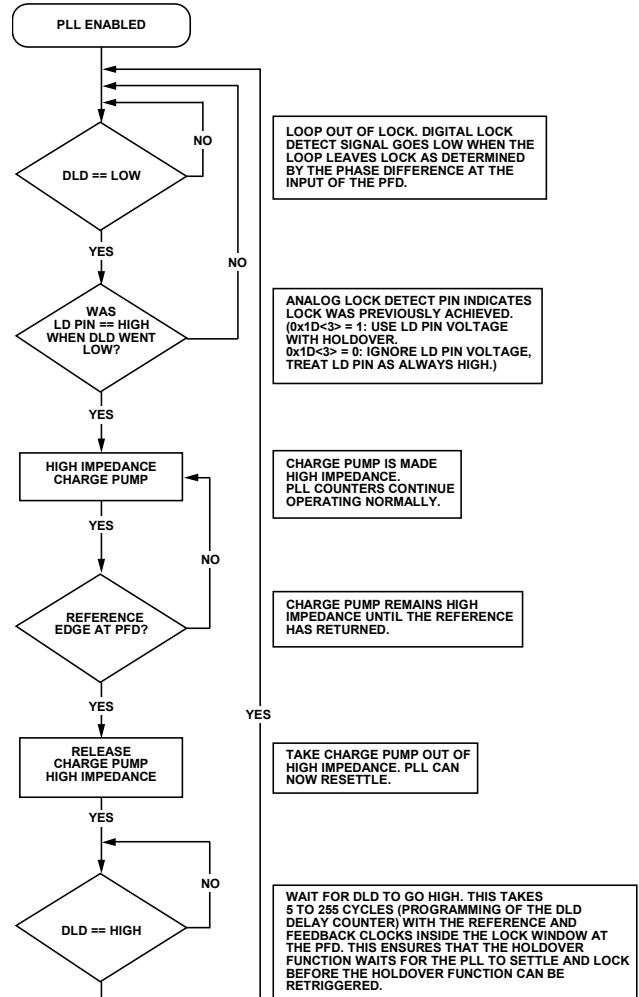 PLL ENABLED
NO
DLD == LOW
LOOP OUT OF LOCK. DIGITAL LOCK
DETECT SIGNAL GOES LOW WHEN THE
LOOP LEAVES LOCK AS DETERMINED
BY THE PHASE DIFFERENCE AT THE
INPUT OF THE PFD.
YES
NO
WAS
LD PIN == HIGH
WHEN DLD WENT
LOW?
ANALOG LOCK DETECT PIN INDICATES
LOCK WAS PREVIOUSLY ACHIEVED.
(0x1D<3> = 1: USE LD PIN VOLTAGE
WITH HOLDOVER.
0x1D<3> = 0: IGNORE LD PIN VOLTAGE,
TREAT LD PIN AS ALWAYS HIGH.)
YES
HIGH IMPEDANCE
CHARGE PUMP
CHARGE PUMP IS MADE
HIGH IMPEDANCE.
PLL COUNTERS CONTINUE
OPERATING NORMALLY.
YES
NO
REFERENCE
EDGE AT PFD?
CHARGE PUMP REMAINS HIGH
IMPEDANCE UNTIL THE REFERENCE
HAS RETURNED.
YES
YES
RELEASE
CHARGE PUMP
HIGH IMPEDANCE
TAKE CHARGE PUMP OUT OF
HIGH IMPEDANCE. PLL CAN
NOW RESETTLE.
YES
NO
DLD == HIGH
WAIT FOR DLD TO GO HIGH. THIS TAKES
5 TO 255 CYCLES (PROGRAMMING OF THE DLD
DELAY COUNTER) WITH THE REFERENCE AND
FEEDBACK CLOCKS INSIDE THE LOCK WINDOW AT
THE PFD. THIS ENSURES THAT THE HOLDOVER
FUNCTION WAITS FOR THE PLL TO SETTLE AND LOCK
BEFORE THE HOLDOVER FUNCTION CAN BE
RETRIGGERED.